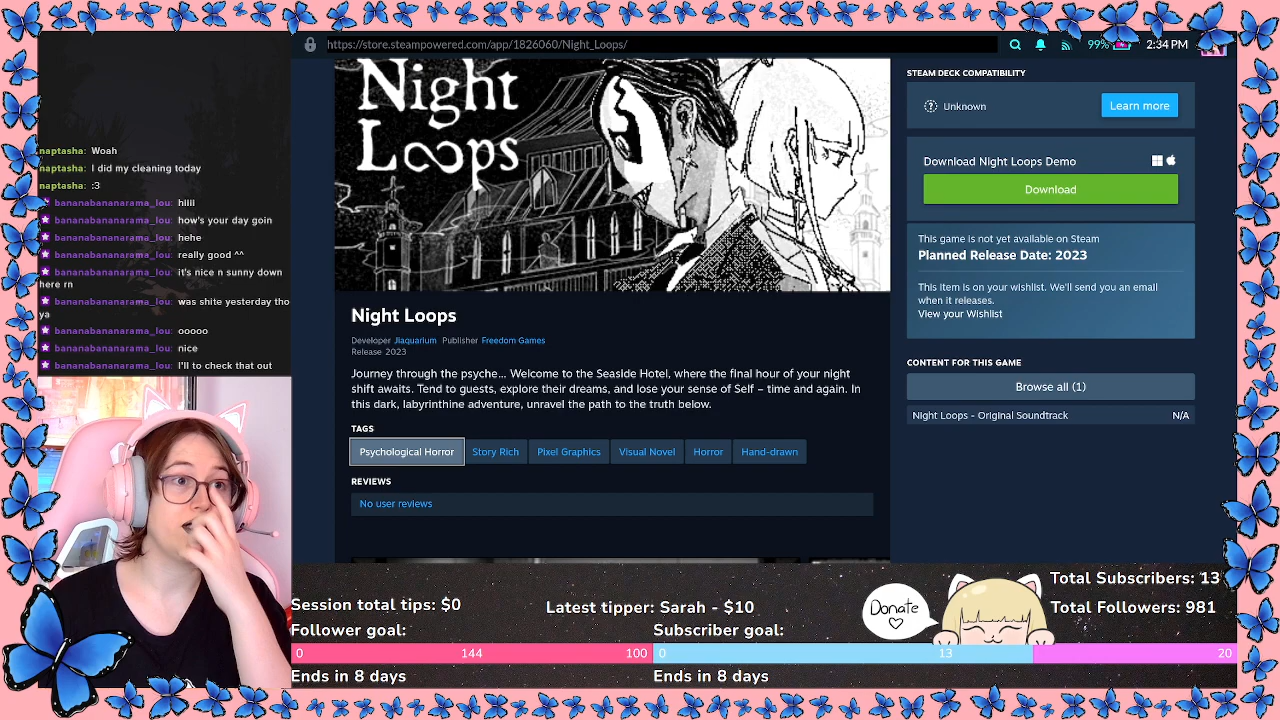 https://store.steampowered.com/app/1826060/Night_Loops/
99%
2:34 PM
naptasha: Woah
naptasha: I did my cleaning today
naptasha: :3
bananabananarama_lou: hiiii
bananabananarama_lou: how's your day goin
bananabananarama_lou: hehe
bananabananarama_lou: really good ^^
bananabananarama_lou: it's nice n sunny down
here rn
bananabananarama_lou: was shite yesterday tho
ya
bananabananarama_lou: ooooo
bananabananarama_lou: nice
bananabananarama_lou: I'll to check that out
Night
Loops
Night Loops
Developer Jiaquarium Publisher Freedom Games
Release 2023
Journey through the psyche... Welcome to the Seaside Hotel, where the final hour of your night
shift awaits. Tend to guests, explore their dreams, and lose your sense of Self – time and again. In
this dark, labyrinthine adventure, unravel the path to the truth below.
TAGS
Psychological Horror Story Rich Pixel Graphics Visual Novel Horror Hand-drawn
REVIEWS
No user reviews
STEAM DECK COMPATIBILITY
Unknown
Learn more
Download Night Loops Demo
Download
This game is not yet available on Steam
Planned Release Date: 2023
This item is on your wishlist. We'll send you an email
when it releases.
View your Wishlist
CONTENT FOR THIS GAME
Browse all (1)
Night Loops - Original Soundtrack N/A
Session total tips: $0
Latest tipper: Sarah - $10
Donate
Total Subscribers: 13
Total Followers: 981
Follower goal:
Subscriber goal:
0 144 100
0 13 20
Ends in 8 days
Ends in 8 days